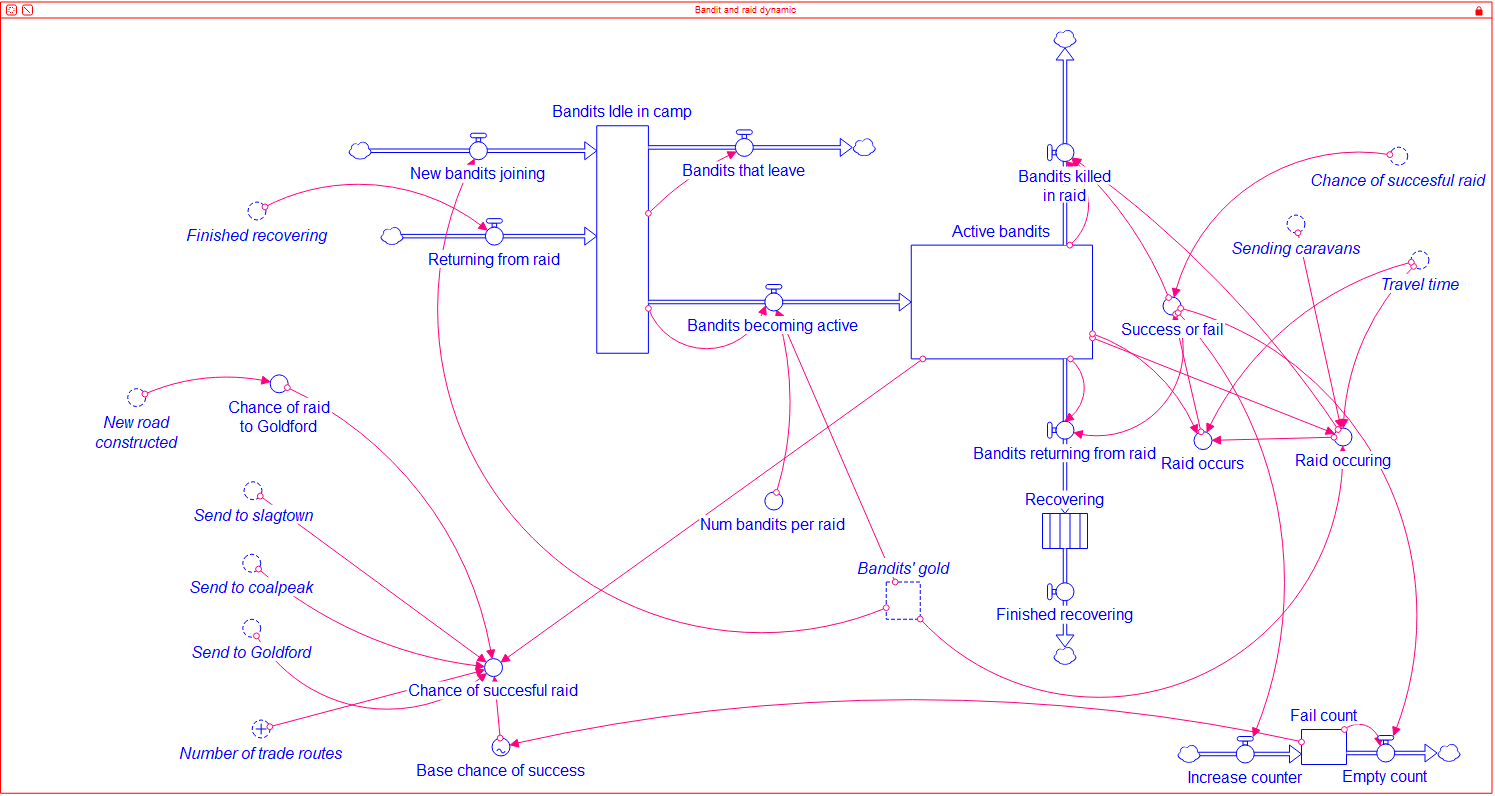 Bandit and raid dynamic
Bandits Idle in camp
New bandits joining
Bandits that leave
Bandits killed
in raid
Chance of succesful raid
Finished recovering
Returning from raid
Active bandits
Sending caravans
Travel time
Bandits becoming active
Success or fail
New road
constructed
Chance of raid
to Goldford
Bandits returning from raid
Raid occurs
Raid occuring
Recovering
Send to slagtown
Num bandits per raid
Bandits' gold
Send to coalpeak
Finished recovering
Send to Goldford
Chance of succesful raid
Number of trade routes
Base chance of success
Fail count
Increase counter
Empty count